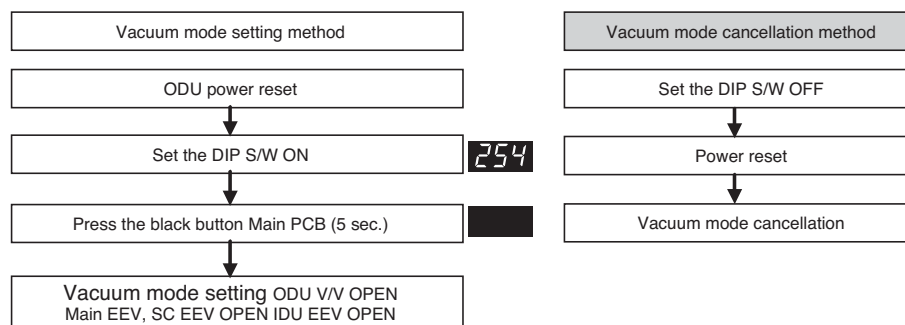 Vacuum mode setting method
ODU power reset
Set the DIP S/W ON
254
Press the black button Main PCB (5 sec.)
Vacuum mode setting ODU V/V OPEN
Main EEV, SC EEV OPEN IDU EEV OPEN
Vacuum mode cancellation method
Set the DIP S/W OFF
Power reset
Vacuum mode cancellation